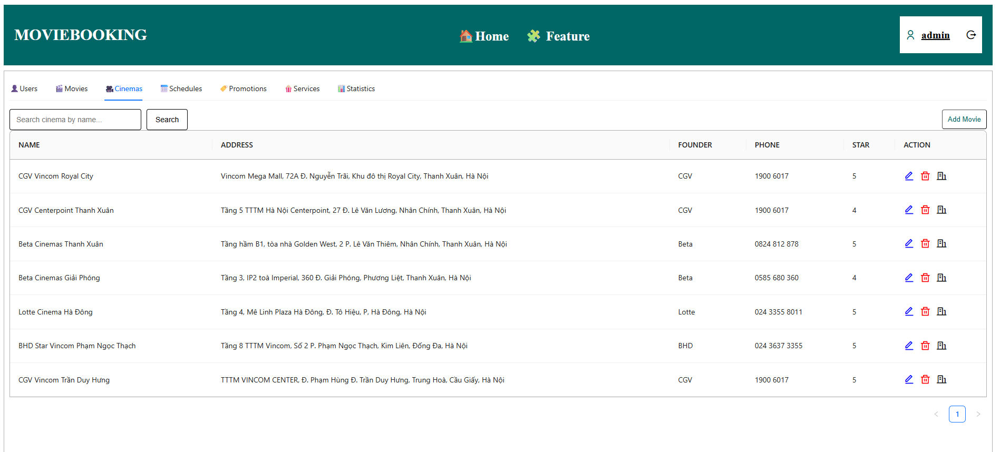 MOVIEBOOKING
Home Feature
admin
Users Movies Cinemas Schedules Promotions Services Statistics
Search cinema by name... Search Add Movie
NAME ADDRESS FOUNDER PHONE STAR ACTION
CGV Vincom Royal City Vincom Mega Mall, 72A Đ. Nguyễn Trãi, Khu đô thị Royal City, Thanh Xuân, Hà Nội CGV 1900 6017 5
CGV Centerpoint Thanh Xuân Tầng 5 TTTM Hà Nội Centerpoint, 27 Đ. Lê Văn Lương, Nhân Chính, Thanh Xuân, Hà Nội CGV 1900 6017 4
Beta Cinemas Thanh Xuân Tầng hầm B1, tòa nhà Golden West, 2 P. Lê Văn Thiêm, Nhân Chính, Thanh Xuân, Hà Nội Beta 0824 812 878 5
Beta Cinemas Giải Phóng Tầng 3, IP2 toà Imperial, 360 Đ. Giải Phóng, Phương Liệt, Thanh Xuân, Hà Nội Beta 0585 680 360 4
Lotte Cinema Hà Đông Tầng 4, Mê Linh Plaza Hà Đông, Đ. Tô Hiệu, P, Hà Đông, Hà Nội Lotte 024 3355 8011 5
BHD Star Vincom Phạm Ngọc Thạch Tầng 8 TTTM Vincom, Số 2 P. Phạm Ngọc Thạch, Kim Liên, Đống Đa, Hà Nội BHD 024 3637 3355 5
CGV Vincom Trần Duy Hưng TTTM VINCOM CENTER, Đ. Phạm Hùng Đ. Trần Duy Hưng, Trung Hoà, Cầu Giấy, Hà Nội CGV 1900 6017 5
1